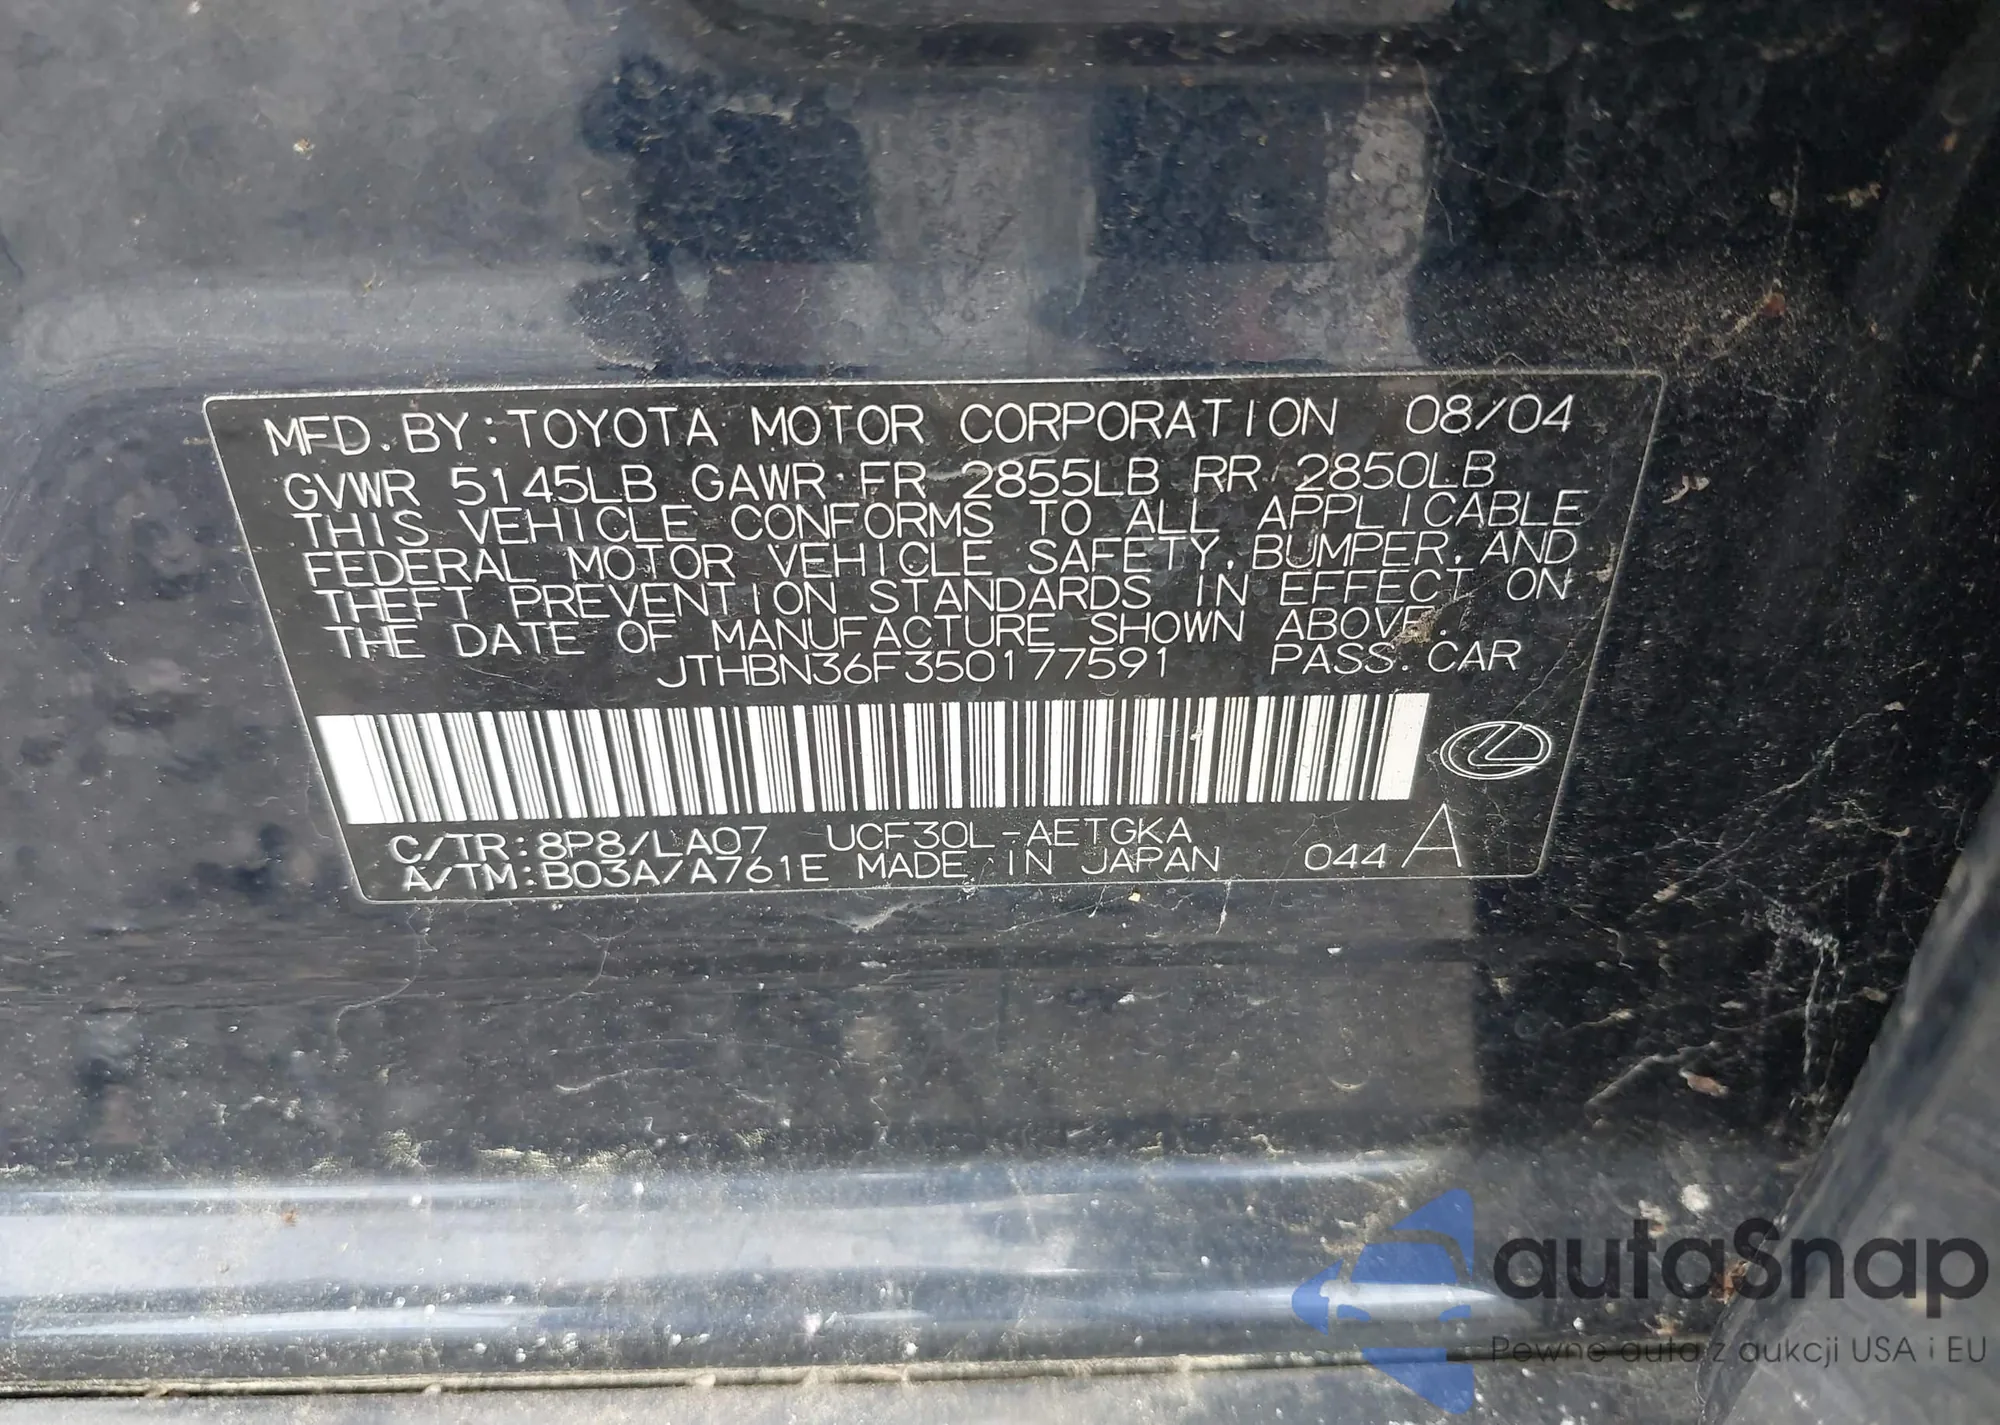 MFD. BY:TOYOTA MOTOR CORPORATION 08/04
GVWR 5145LB GAWR FR 2855LB RR 2850LB
THIS VEHICLE CONFORMS TO ALL APPLICABLE
FEDERAL MOTOR VEHICLE SAFETY, BUMPER, AND
THEFT PREVENTION STANDARDS IN EFFECT ON
THE DATE OF MANUFACTURE SHOWN ABOVE.
JTHBN36F350177591 PASS. CAR
C/TR:8P8/LA07 UCF30L-AETGKA
A/TM:B03A/A761E MADE IN JAPAN 044 A
autaSnap
Pewne auta z aukcji USA i EU